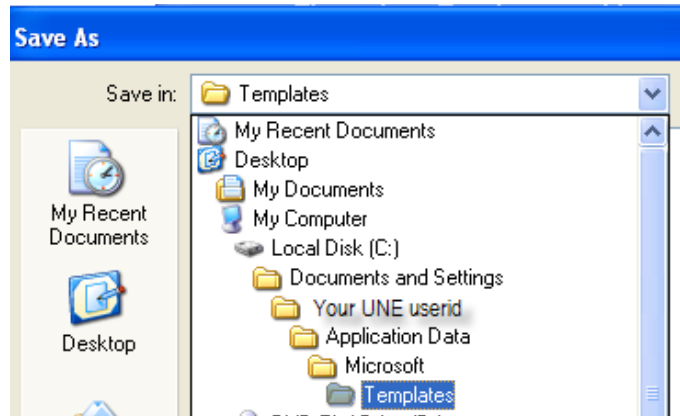 Save As
Save in:
Templates
My Recent Documents
Desktop
My Documents
My Computer
Local Disk (C:)
Documents and Settings
Your UNE userid
Application Data
Microsoft
Templates
My Recent
Documents
Desktop